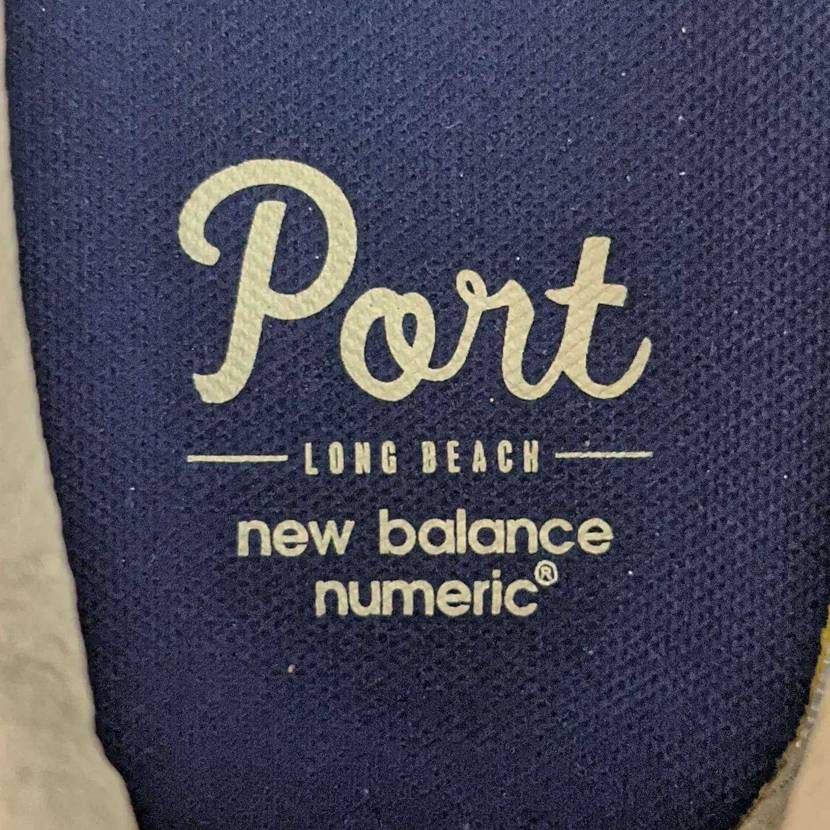 Port
LONG BEACH
new balance
numeric®